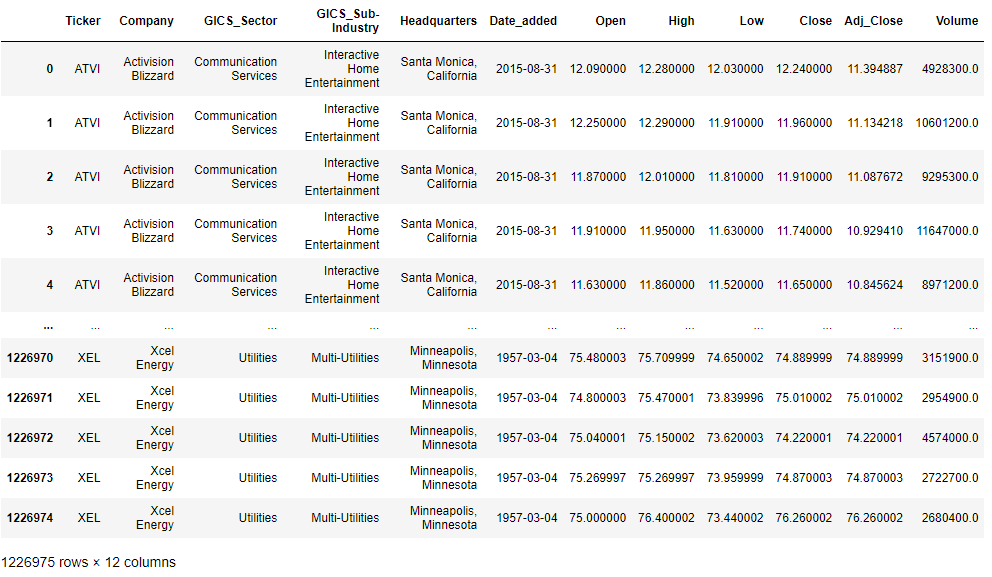 Ticker Company GICS_Sector GICS_Sub-Industry Headquarters Date_added Open High Low Close Adj_Close Volume
0 ATVI Activision Blizzard Communication Services Interactive Home Entertainment Santa Monica, California 2015-08-31 12.090000 12.280000 12.030000 12.240000 11.394887 4928300.0
1 ATVI Activision Blizzard Communication Services Interactive Home Entertainment Santa Monica, California 2015-08-31 12.250000 12.290000 11.910000 11.960000 11.134218 10601200.0
2 ATVI Activision Blizzard Communication Services Interactive Home Entertainment Santa Monica, California 2015-08-31 11.870000 12.010000 11.810000 11.910000 11.087672 9295300.0
3 ATVI Activision Blizzard Communication Services Interactive Home Entertainment Santa Monica, California 2015-08-31 11.910000 11.950000 11.630000 11.740000 10.929410 11647000.0
4 ATVI Activision Blizzard Communication Services Interactive Home Entertainment Santa Monica, California 2015-08-31 11.630000 11.860000 11.520000 11.650000 10.845624 8971200.0
... ... ... ... ... ... ... ... ... ... ... ... ...
1226970 XEL Xcel Energy Utilities Multi-Utilities Minneapolis, Minnesota 1957-03-04 75.480003 75.709999 74.650002 74.889999 74.889999 3151900.0
1226971 XEL Xcel Energy Utilities Multi-Utilities Minneapolis, Minnesota 1957-03-04 74.800003 75.470001 73.839996 75.010002 75.010002 2954900.0
1226972 XEL Xcel Energy Utilities Multi-Utilities Minneapolis, Minnesota 1957-03-04 75.040001 75.150002 73.620003 74.220001 74.220001 4574000.0
1226973 XEL Xcel Energy Utilities Multi-Utilities Minneapolis, Minnesota 1957-03-04 75.269997 75.269997 73.959999 74.870003 74.870003 2722700.0
1226974 XEL Xcel Energy Utilities Multi-Utilities Minneapolis, Minnesota 1957-03-04 75.000000 76.400002 73.440002 76.260002 76.260002 2680400.0
1226975 rows × 12 columns